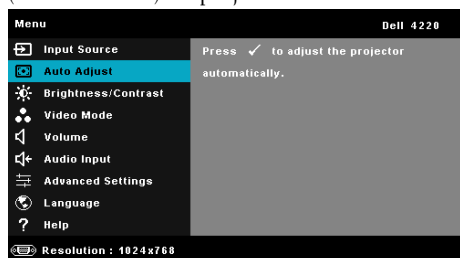 Menu Dell 4220
Input Source
Press ✓ to adjust the projector
Auto Adjust
automatically.
Brightness/Contrast
Video Mode
Volume
Audio Input
Advanced Settings
Language
? Help
Resolution : 1024x768